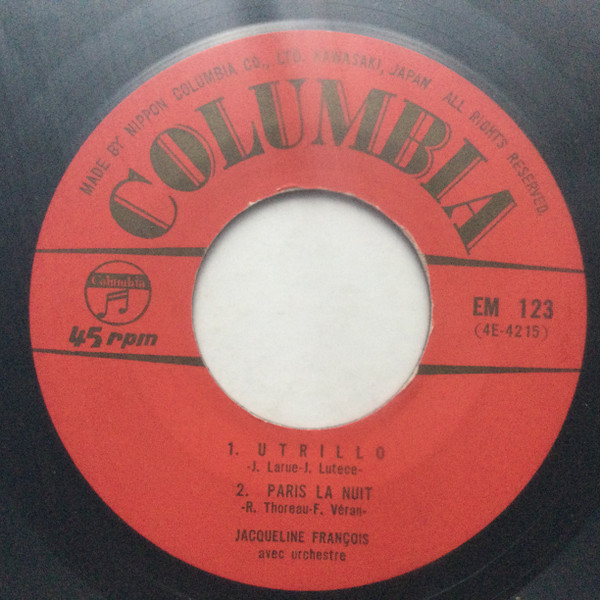 MADE BY NIPPON COLUMBIA CO., LTD. KAWASAKI, JAPAN ALL RIGHTS RESERVED.
COLUMBIA
Columbia
45 rpm
EM 123
(4E-4215)
1. UTRILLO
-J. Larue-J. Lutece-
2. PARIS LA NUIT
-R. Thoreau-F. Véran-
JACQUELINE FRANÇOIS
avec orchestre